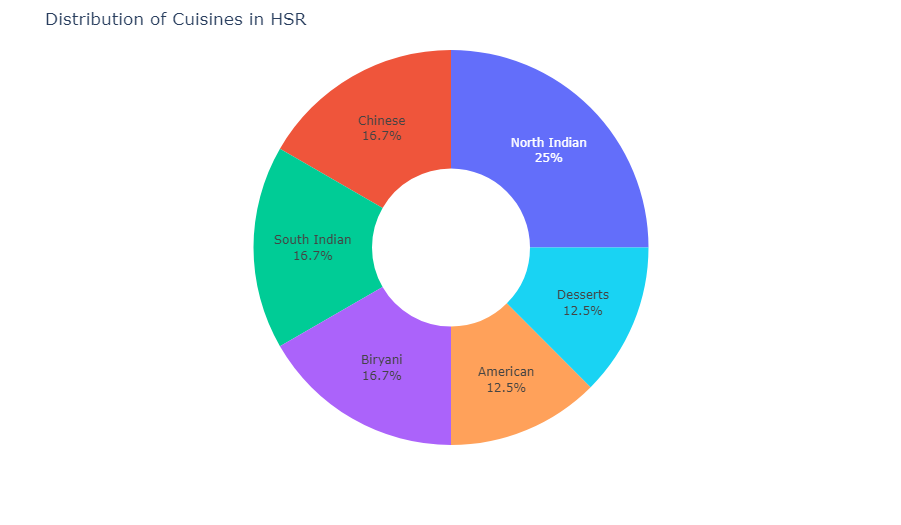 Distribution of Cuisines in HSR
Chinese
16.7%
North Indian
25%
South Indian
16.7%
Desserts
12.5%
Biryani
16.7%
American
12.5%